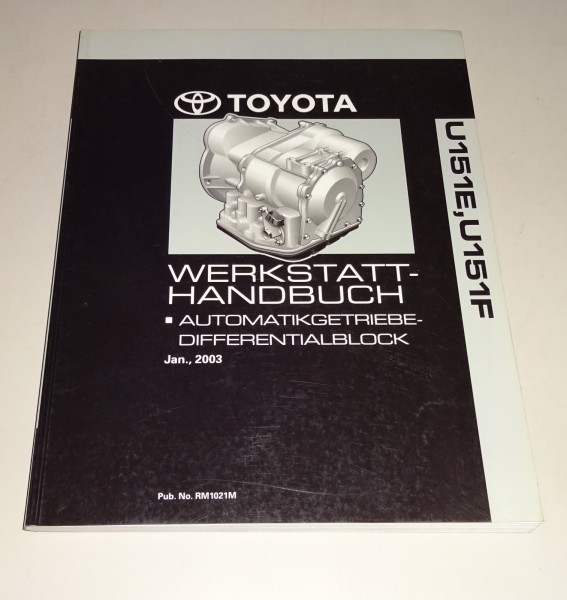 TOYOTA
WERKSTATT-
HANDBUCH
▪ AUTOMATIKGETRIEBE-
DIFFERENTIALBLOCK
Jan., 2003
Pub. No. RM1021M
U151E, U151F